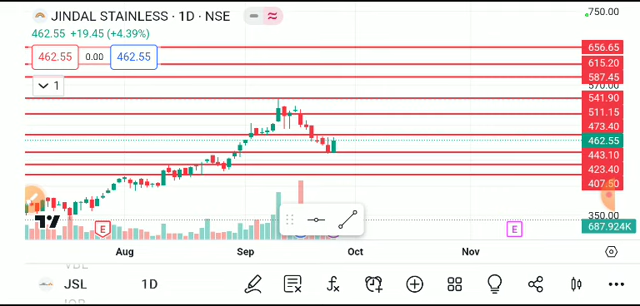 JINDAL STAINLESS · 1D · NSE
462.55 +19.45 (+4.39%)
462.55 0.00 462.55
1
750.00
656.65
615.20
587.45
570.00
541.90
511.15
473.40
462.55
443.10
423.40
407.50
350.00
687.924K
E
E
Aug Sep Oct Nov
JSL 1D